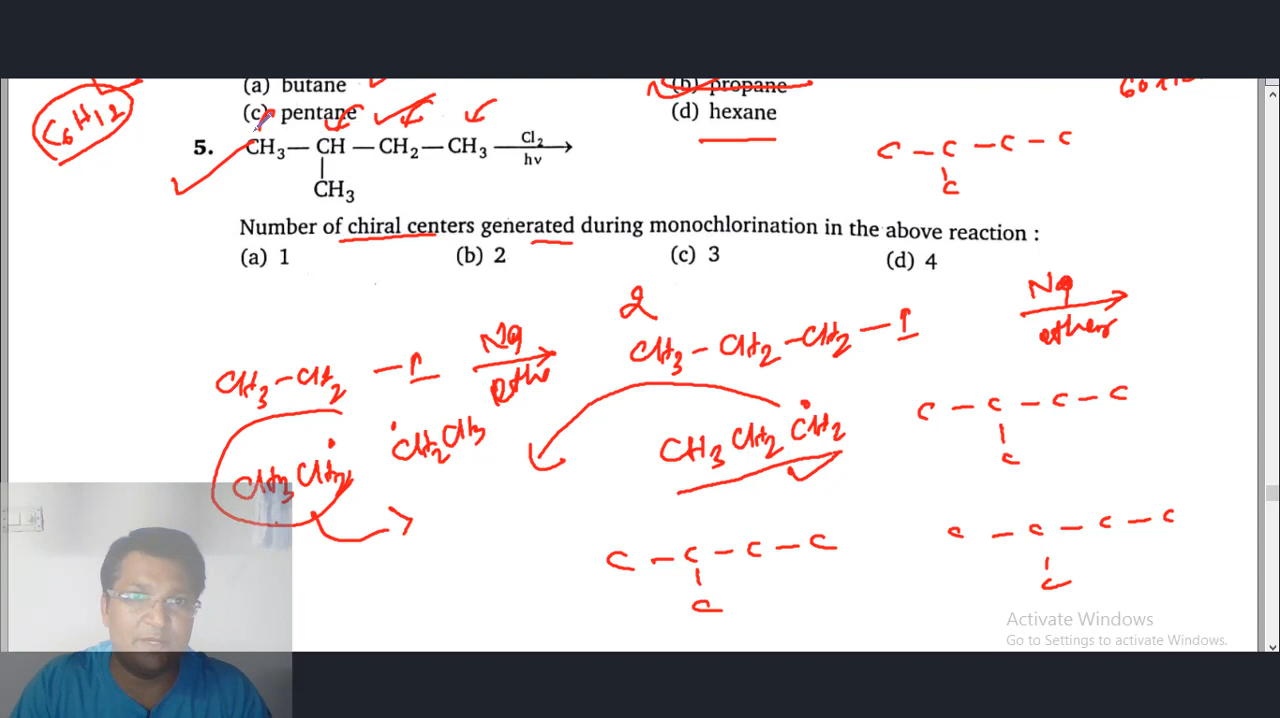 (a) butane (b) propane
(c) pentane (d) hexane
C6H12
5. CH3—CH—CH2—CH3 Cl2 hν
CH3
C – C – C – C
C
Number of chiral centers generated during monochlorination in the above reaction :
(a) 1 (b) 2 (c) 3 (d) 4
2
CH3–CH2 –I Na CH3–CH2–CH2–I Na ether
CH3CH2 CH2CH3 CH3CH2CH2
C – C – C – C
C
C – C – C – C
C
C – C – C – C
C
Activate Windows
Go to Settings to activate Windows.